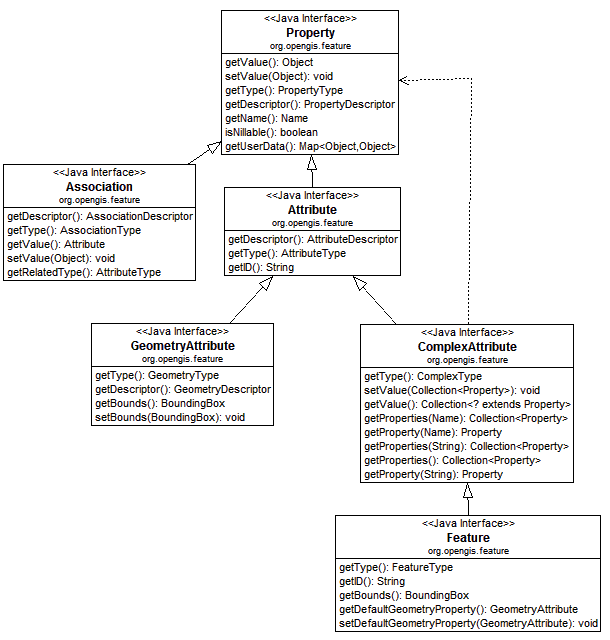 <<Java Interface>>
Property
org.opengis.feature
getValue(): Object
setValue(Object): void
getType(): PropertyType
getDescriptor(): PropertyDescriptor
getName(): Name
isNillable(): boolean
getUserData(): Map<Object,Object>
<<Java Interface>>
Association
org.opengis.feature
getDescriptor(): AssociationDescriptor
getType(): AssociationType
getValue(): Attribute
setValue(Object): void
getRelatedType(): AttributeType
<<Java Interface>>
Attribute
org.opengis.feature
getDescriptor(): AttributeDescriptor
getType(): AttributeType
getID(): String
<<Java Interface>>
GeometryAttribute
org.opengis.feature
getType(): GeometryType
getDescriptor(): GeometryDescriptor
getBounds(): BoundingBox
setBounds(BoundingBox): void
<<Java Interface>>
ComplexAttribute
org.opengis.feature
getType(): ComplexType
setValue(Collection<Property>): void
getValue(): Collection<? extends Property>
getProperties(Name): Collection<Property>
getProperty(Name): Property
getProperties(String): Collection<Property>
getProperties(): Collection<Property>
getProperty(String): Property
<<Java Interface>>
Feature
org.opengis.feature
getType(): FeatureType
getID(): String
getBounds(): BoundingBox
getDefaultGeometryProperty(): GeometryAttribute
setDefaultGeometryProperty(GeometryAttribute): void